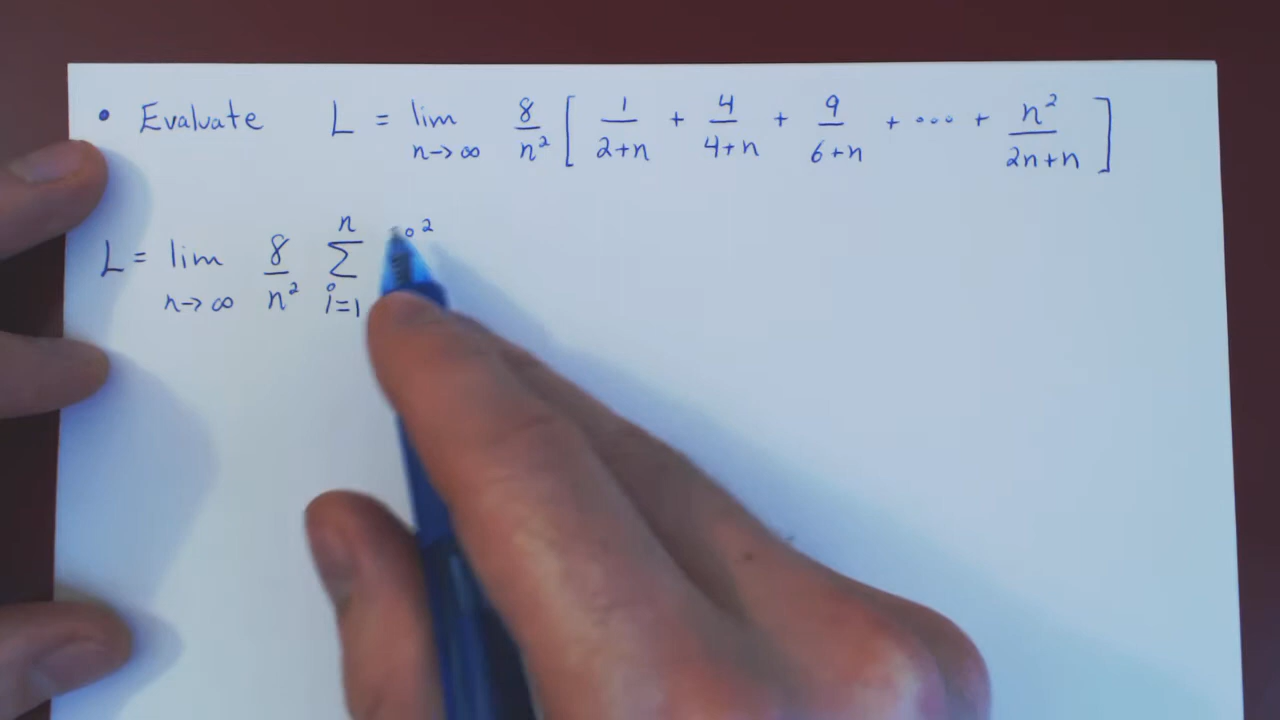 • Evaluate L = lim n→∞ 8/n² [ 1/(2+n) + 4/(4+n) + 9/(6+n) + ··· + n²/(2n+n) ]
L = lim n→∞ 8/n² ∑ i=1 n i²